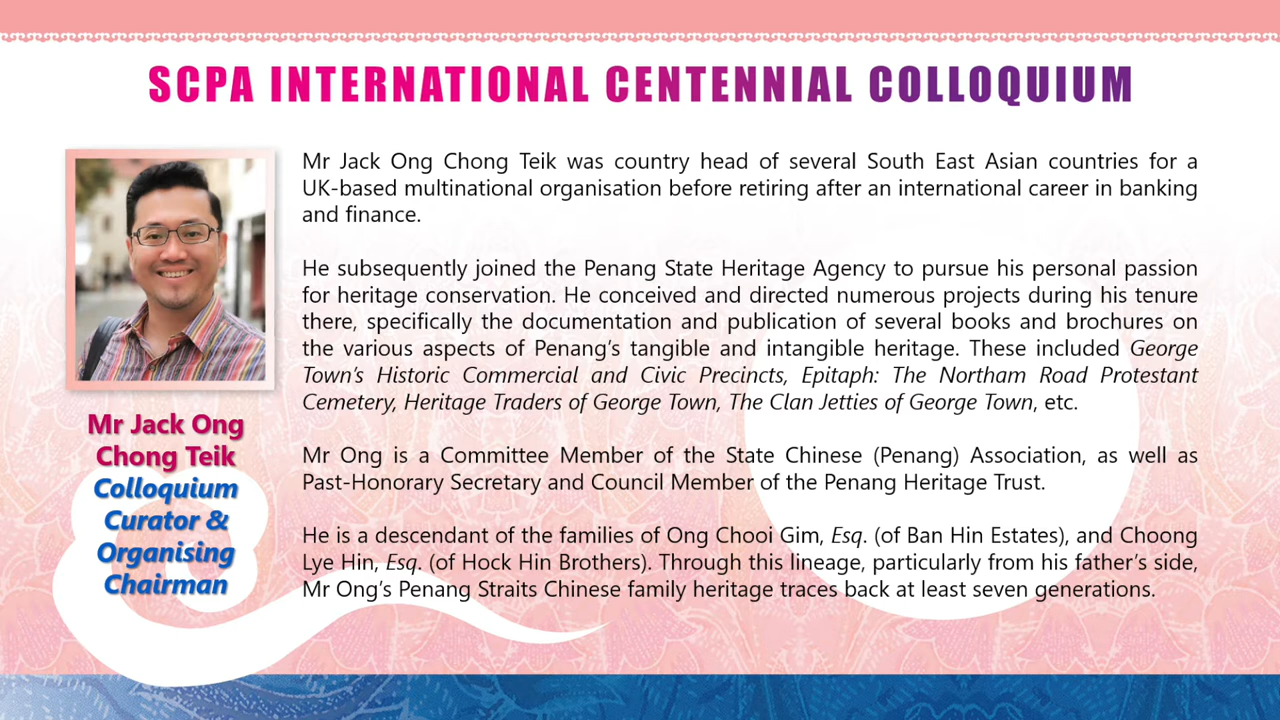 SCPA INTERNATIONAL CENTENNIAL COLLOQUIUM
Mr Jack Ong Chong Teik was country head of several South East Asian countries for a
UK-based multinational organisation before retiring after an international career in banking
and finance.
He subsequently joined the Penang State Heritage Agency to pursue his personal passion
for heritage conservation. He conceived and directed numerous projects during his tenure
there, specifically the documentation and publication of several books and brochures on
the various aspects of Penang's tangible and intangible heritage. These included George
Town's Historic Commercial and Civic Precincts, Epitaph: The Northam Road Protestant
Cemetery, Heritage Traders of George Town, The Clan Jetties of George Town, etc.
Mr Ong is a Committee Member of the State Chinese (Penang) Association, as well as
Past-Honorary Secretary and Council Member of the Penang Heritage Trust.
He is a descendant of the families of Ong Chooi Gim, Esq. (of Ban Hin Estates), and Choong
Lye Hin, Esq. (of Hock Hin Brothers). Through this lineage, particularly from his father's side,
Mr Ong's Penang Straits Chinese family heritage traces back at least seven generations.
Mr Jack Ong
Chong Teik
Colloquium
Curator &
Organising
Chairman